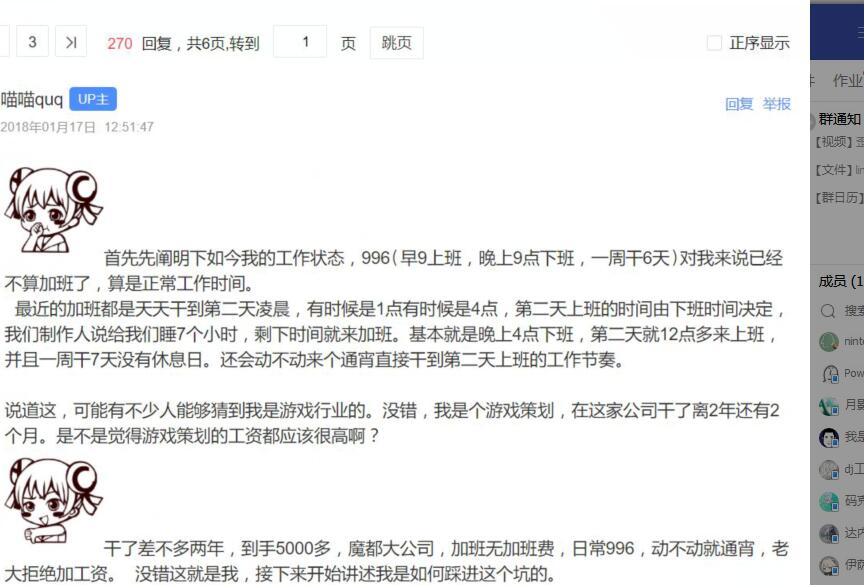 3 >| 270 回复，共6页,转到 1 页 跳页 正序显示
喵喵quq UP主 回复 举报
2018年01月17日 12:51:47
首先先阐明下如今我的工作状态，996(早9上班，晚上9点下班，一周干6天)对我来说已经
不算加班了，算是正常工作时间。
最近的加班都是天天干到第二天凌晨，有时候是1点有时候是4点，第二天上班的时间由下班时间决定，
我们制作人说给我们睡7个小时，剩下时间就来加班。基本就是晚上4点下班，第二天就12点多来上班，
并且一周干7天没有休息日。还会动不动来个通宵直接干到第二天上班的工作节奏。
说道这，可能有不少人能够猜到我是游戏行业的。没错，我是个游戏策划，在这家公司干了离2年还有2
个月。是不是觉得游戏策划的工资都应该很高啊？
干了差不多两年，到手5000多，魔都大公司，加班无加班费，日常996，动不动就通宵，老
大拒绝加工资。 没错这就是我，接下来开始讲述我是如何踩进这个坑的。
作业
群通知
【视频】歪
【文件】lin
【群日历】
成员 (1
搜索
ninte
Pow
月景
我是
dj工
码克
达内
伊萨